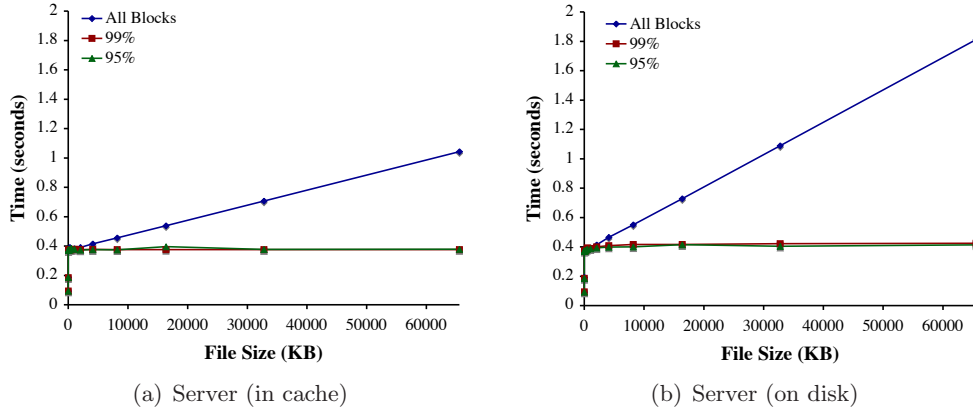 2
1.8
1.6
1.4
1.2
1
0.8
0.6
0.4
0.2
0
Time (seconds)
All Blocks
99%
95%
0 10000 20000 30000 40000 50000 60000
File Size (KB)
(a) Server (in cache)
2
1.8
1.6
1.4
1.2
1
0.8
0.6
0.4
0.2
0
Time (seconds)
All Blocks
99%
95%
0 10000 20000 30000 40000 50000 60000
File Size (KB)
(b) Server (on disk)